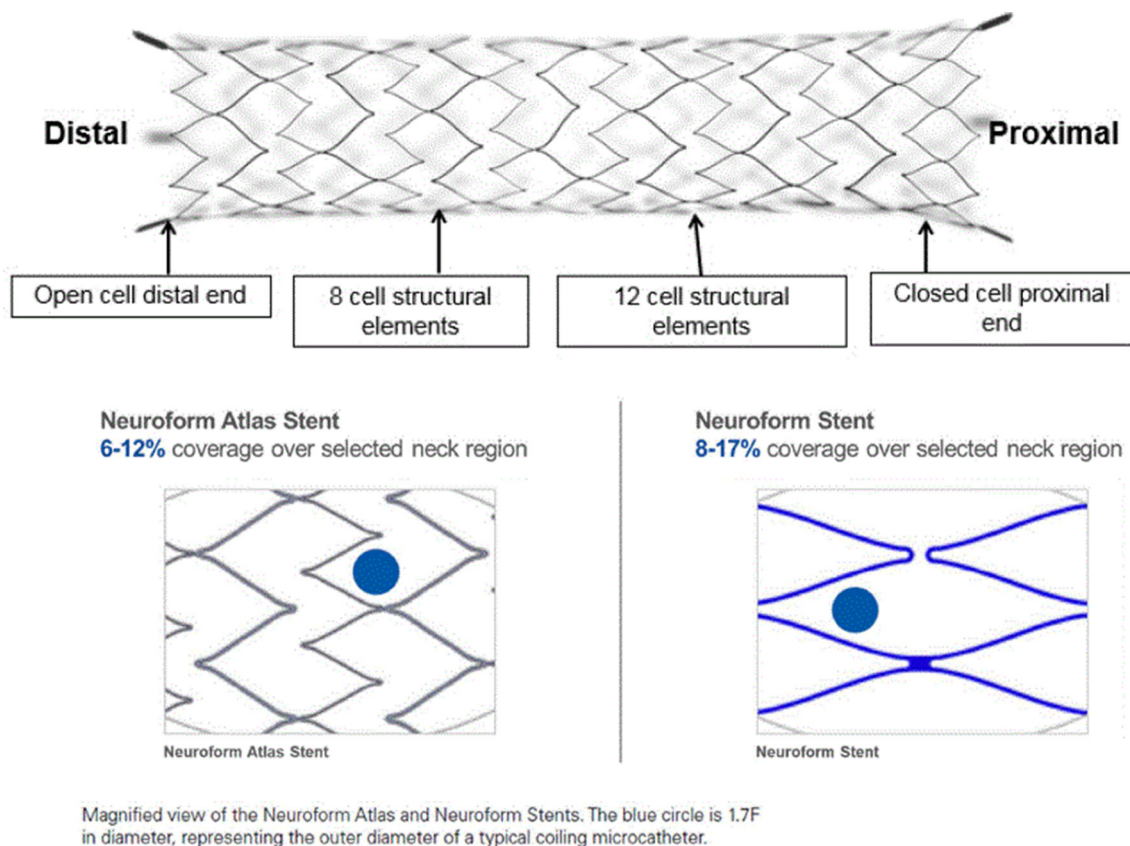 Distal
Proximal
Open cell distal end
8 cell structural
elements
12 cell structural
elements
Closed cell proximal
end
Neuroform Atlas Stent
6-12% coverage over selected neck region
Neuroform Atlas Stent
Neuroform Stent
8-17% coverage over selected neck region
Neuroform Stent
Magnified view of the Neuroform Atlas and Neuroform Stents. The blue circle is 1.7F
in diameter, representing the outer diameter of a typical coiling microcatheter.